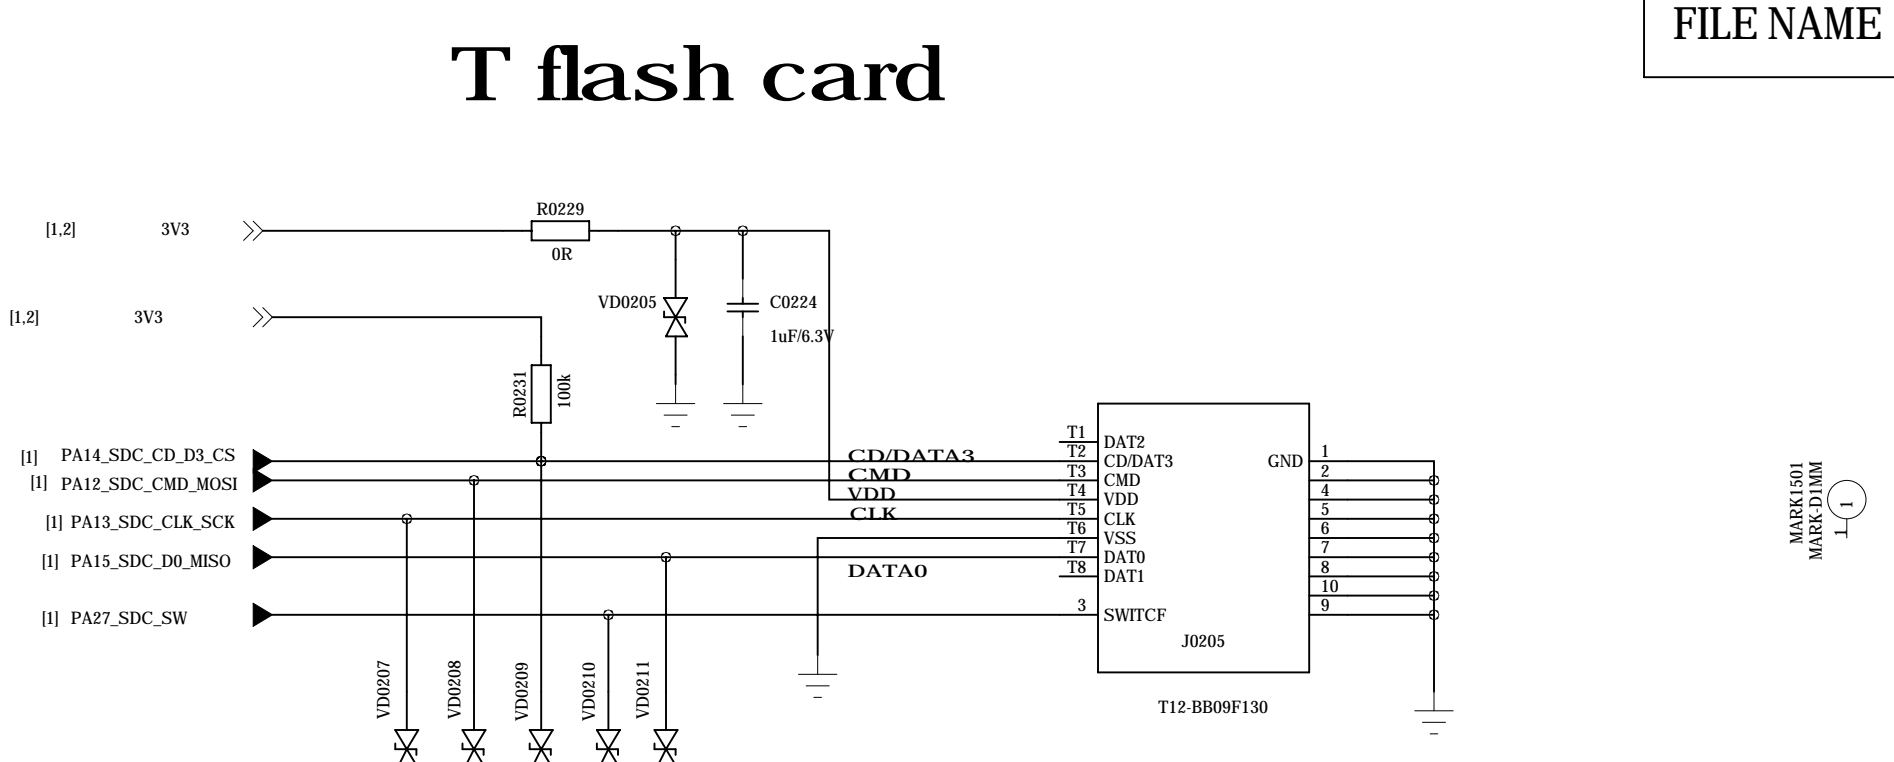 FILE NAME
T flash card
[1,2] 3V3
R0229
0R
VD0205
C0224
1uF/6.3V
[1,2] 3V3
R0231
100k
[1] PA14_SDC_CD_D3_CS
[1] PA12_SDC_CMD_MOSI
[1] PA13_SDC_CLK_SCK
[1] PA15_SDC_D0_MISO
[1] PA27_SDC_SW
CD/DATA3
CMD
VDD
CLK
DATA0
T1 DAT2
T2 CD/DAT3 GND 1
T3 CMD 2
T4 VDD 4
T5 CLK 5
T6 VSS 6
T7 DAT0 7
T8 DAT1 8
10
3 SWITCF 9
J0205
T12-BB09F130
VD0207
VD0208
VD0209
VD0210
VD0211
MARK1501
MARK-D1MM
1
1